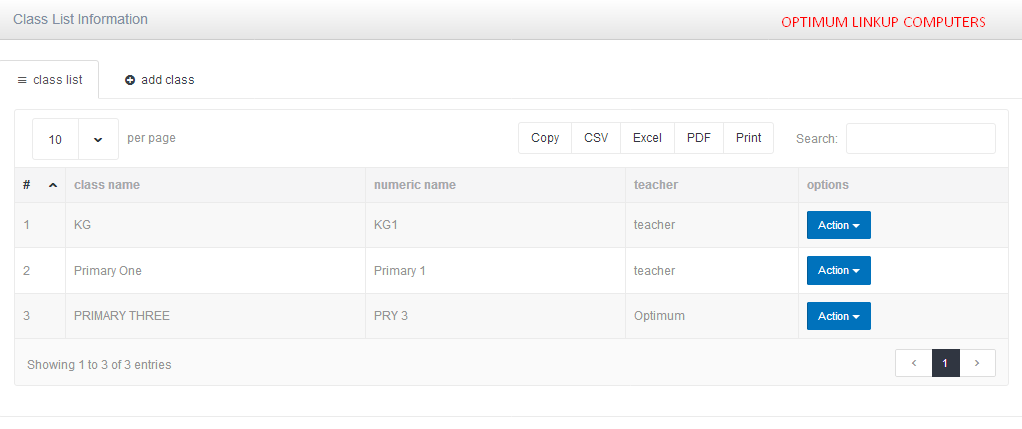 Class List Information OPTIMUM LINKUP COMPUTERS
class list add class
10 per page Copy CSV Excel PDF Print Search:
# class name numeric name teacher options
1 KG KG1 teacher Action
2 Primary One Primary 1 teacher Action
3 PRIMARY THREE PRY 3 Optimum Action
Showing 1 to 3 of 3 entries 1